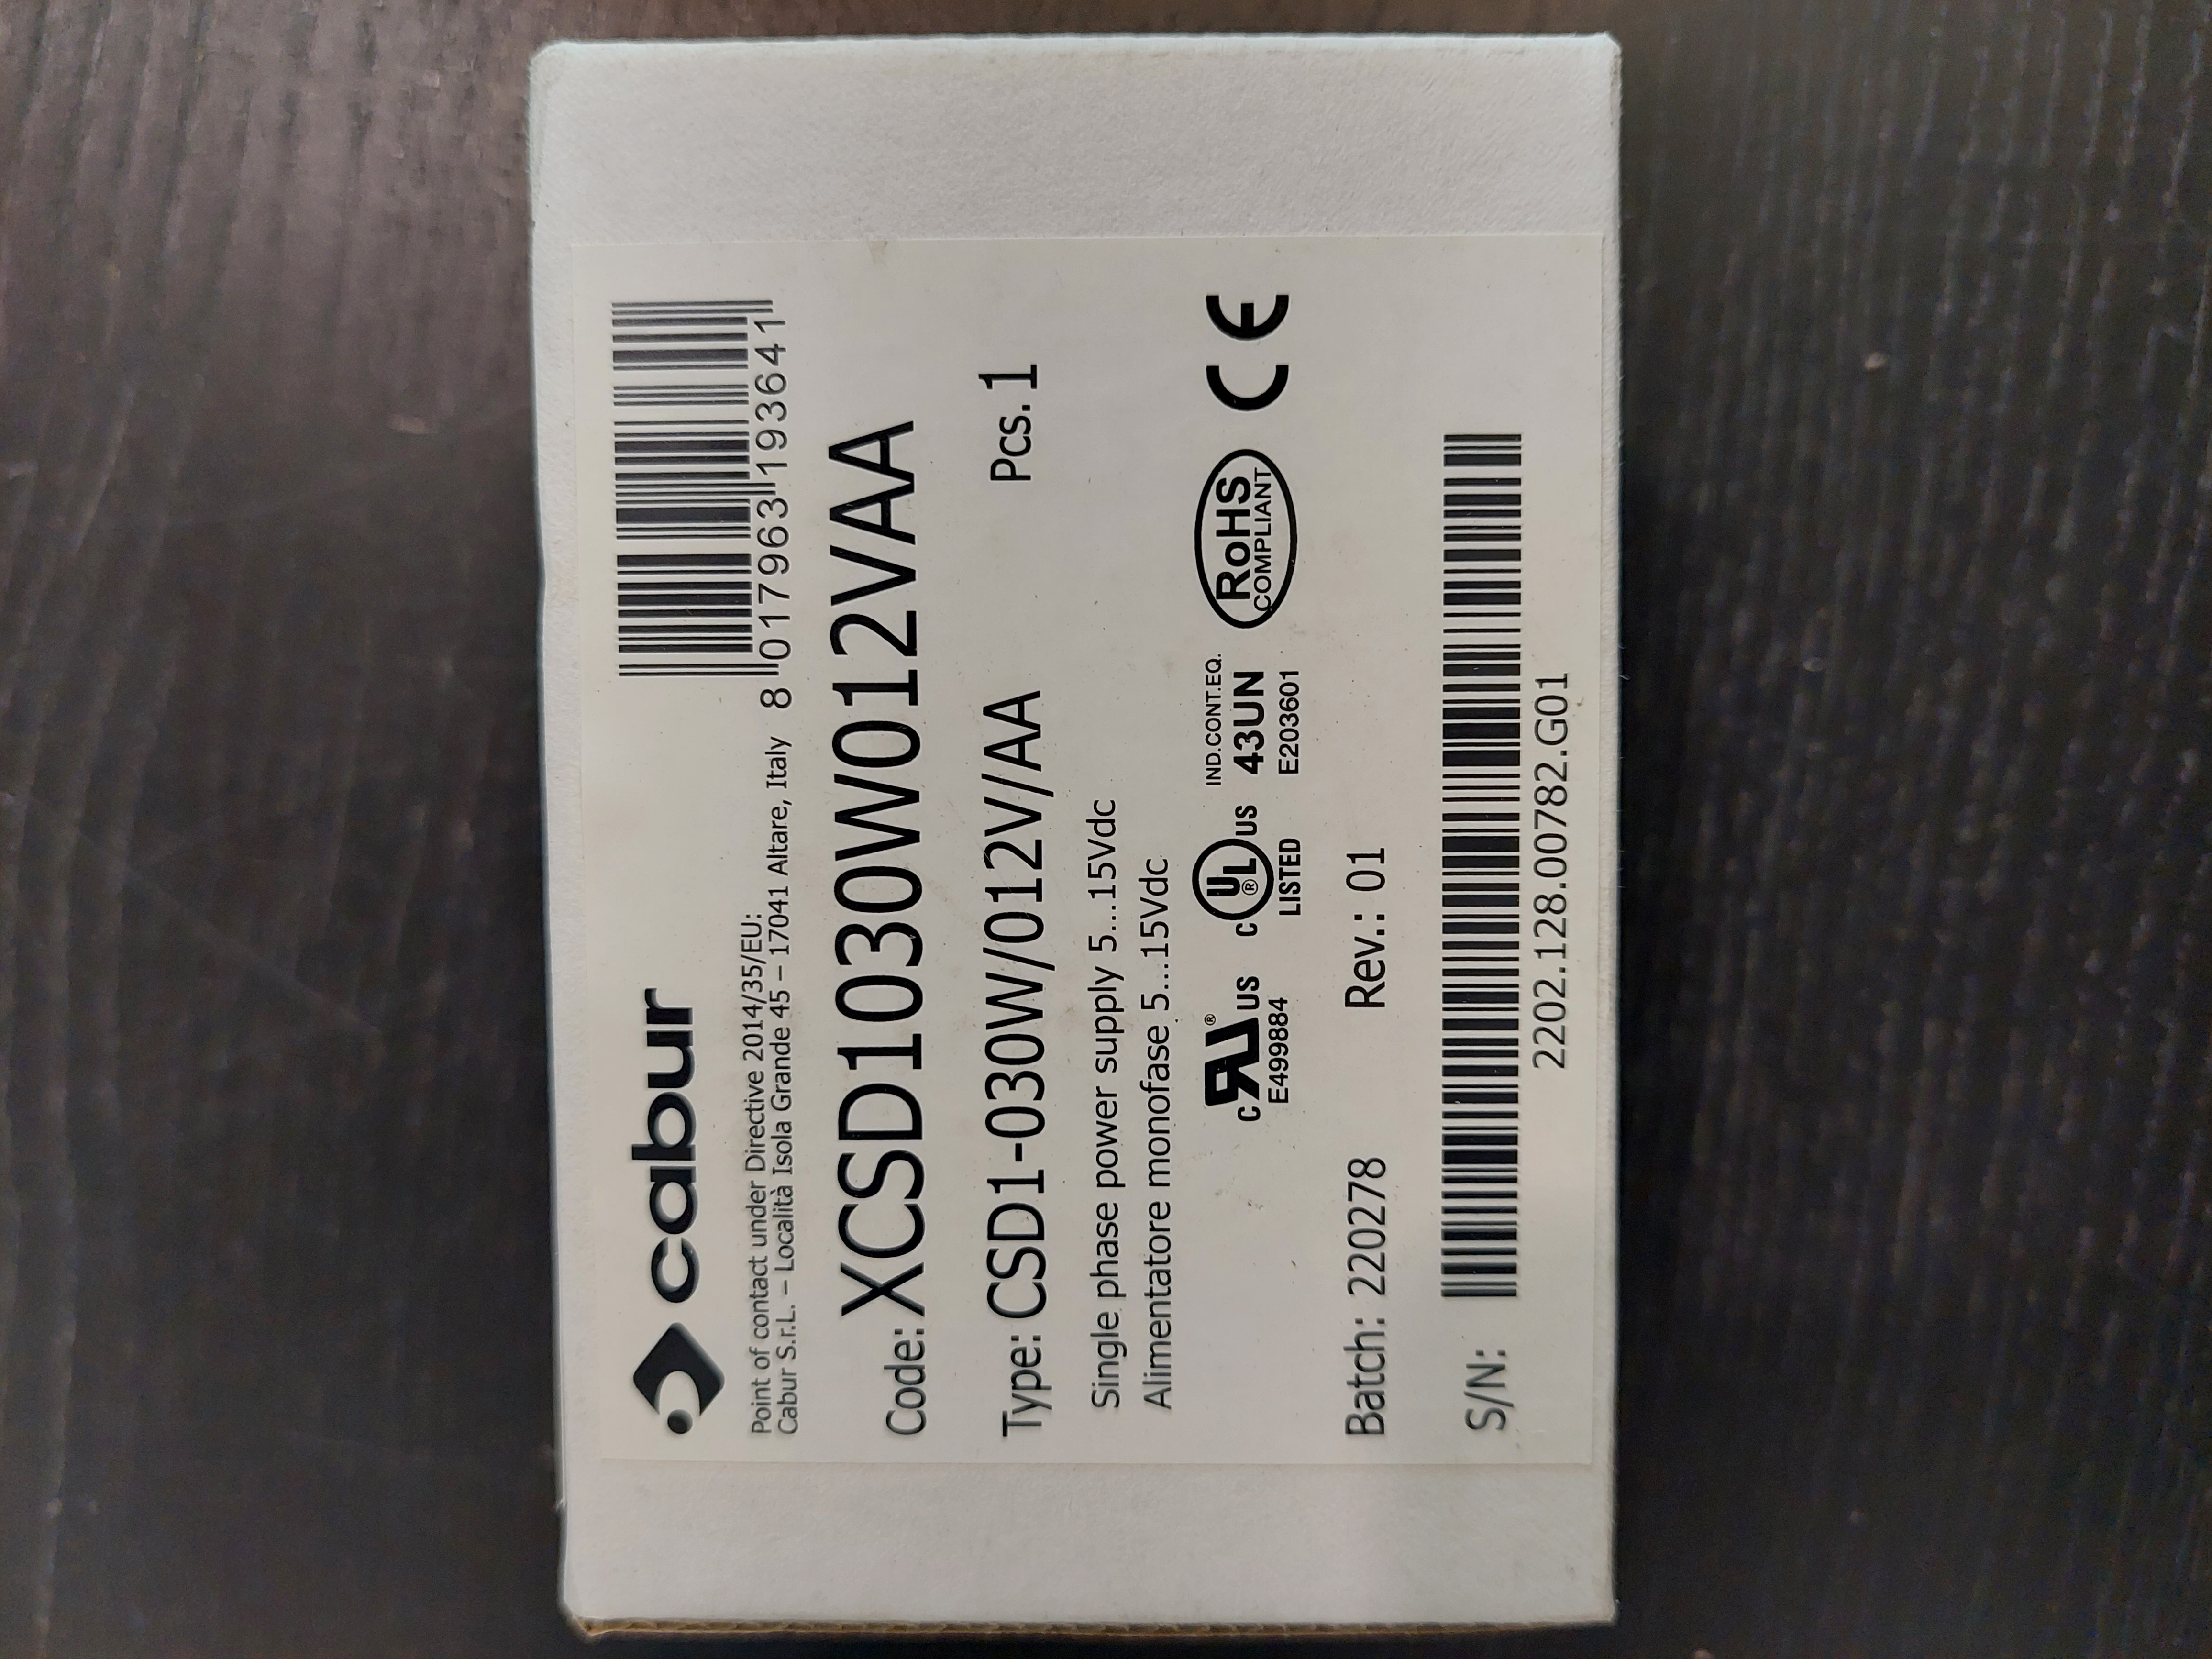 cabur
Point of contact under Directive 2014/35/EU:
Cabur S.r.L. – Località Isola Grande 45 – 17041 Altare, Italy
8 017963 193641
Code: XCSD1030W012VAA
Type: CSD1-030W/012V/AA Pcs. 1
Single phase power supply 5...15Vdc
Alimentatore monofase 5...15Vdc
c RU ® US
E499884
c UL ® US
LISTED
IND.CONT.EQ.
43UN
E203601
RoHS
COMPLIANT
CE
Batch: 220278 Rev.: 01
S/N:
2202.128.00782.G01